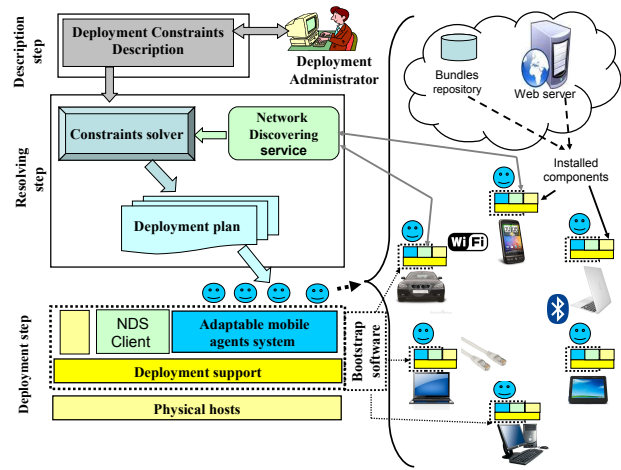 Description
step
Deployment Constraints
Description
Deployment
Administrator
Bundles
repository
Web server
Resolving
step
Constraints solver
Network
Discovering
service
Installed
components
Deployment plan
WiFi
Deployment step
NDS
Client
Adaptable mobile
agents system
Bootstrap
software
Deployment support
Physical hosts